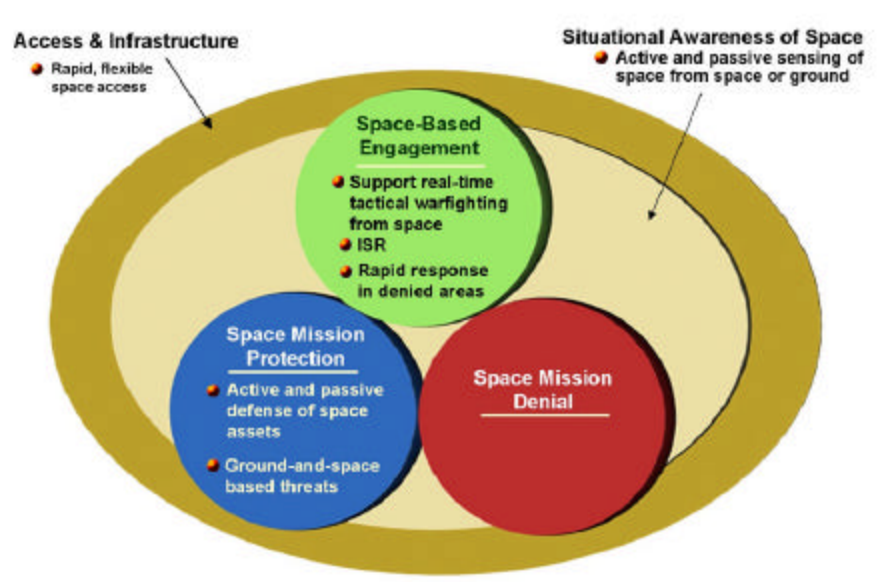 Access & Infrastructure
Rapid, flexible
space access
Situational Awareness of Space
Active and passive sensing of
space from space or ground
Space-Based
Engagement
Support real-time
tactical warfighting
from space
ISR
Rapid response
in denied areas
Space Mission
Protection
Active and passive
defense of space
assets
Ground-and-space
based threats
Space Mission
Denial